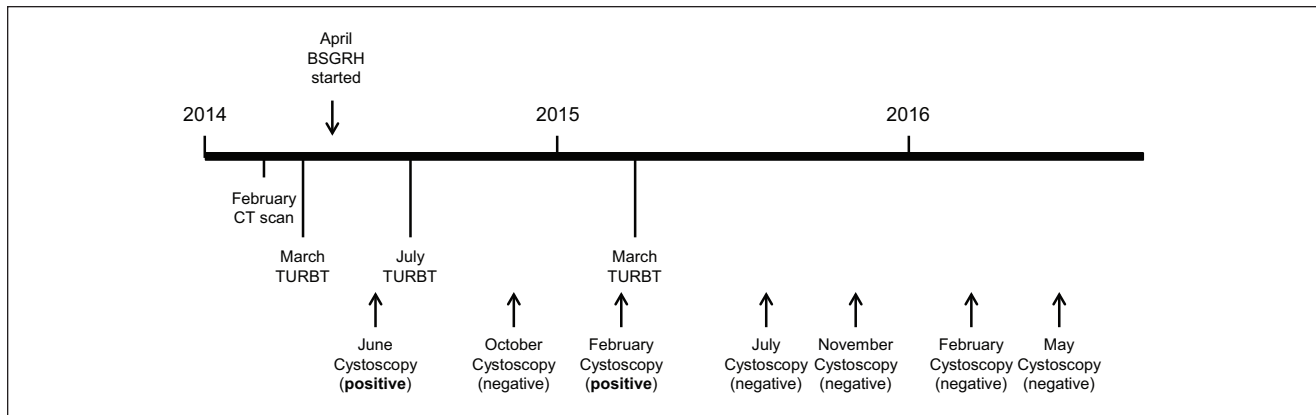 April
BSGRH
started
2014
2015
2016
February
CT scan
March
TURBT
July
TURBT
March
TURBT
June
Cystoscopy
(positive)
October
Cystoscopy
(negative)
February
Cystoscopy
(positive)
July
Cystoscopy
(negative)
November
Cystoscopy
(negative)
February
Cystoscopy
(negative)
May
Cystoscopy
(negative)